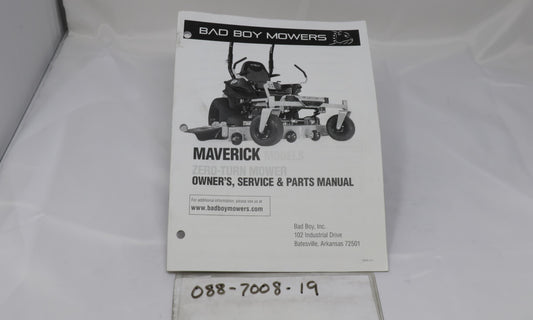 BAD BOY MOWERS
MAVERICK MODELS
ZERO-TURN MOWER
OWNER'S, SERVICE & PARTS MANUAL
For additional information, please see us at
www.badboymowers.com
Bad Boy, Inc.
102 Industrial Drive
Batesville, Arkansas 72501
088-7008-19